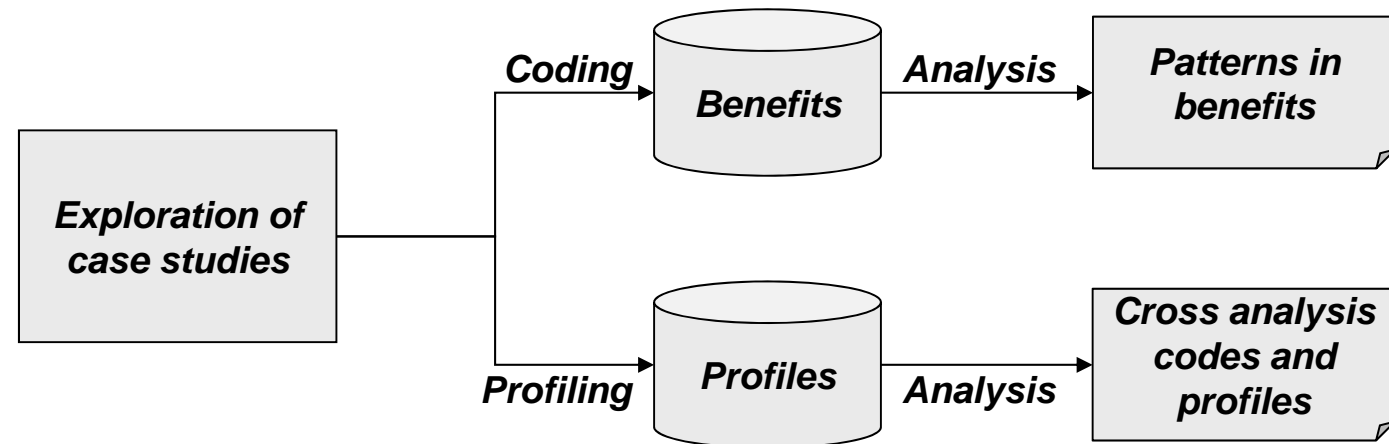 Exploration of
case studies
Coding
Benefits
Analysis
Patterns in
benefits
Profiling
Profiles
Analysis
Cross analysis
codes and
profiles